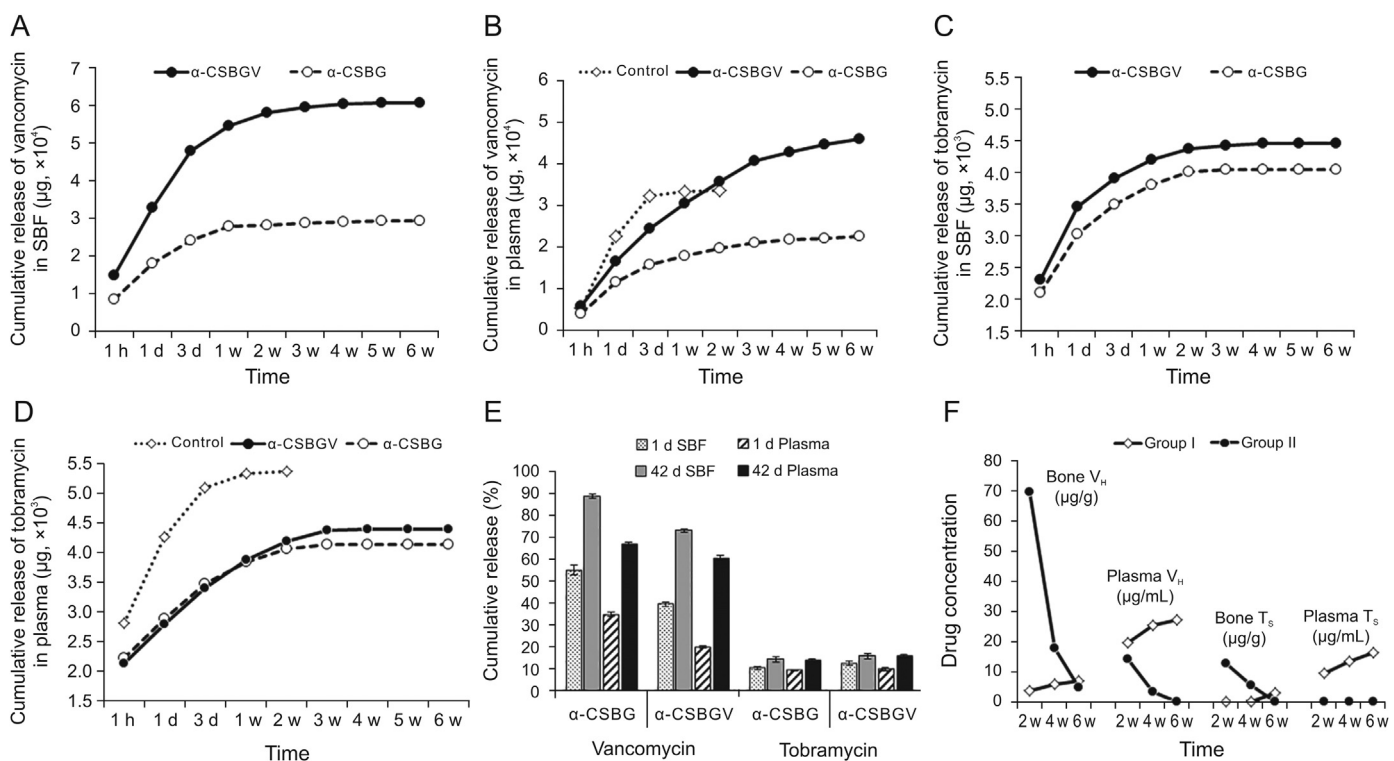 A
Cumulative release of vancomycin
in SBF (μg, ×10⁴)
α-CSBGV α-CSBG
7
6
5
4
3
2
1
0
1 h 1 d 3 d 1 w 2 w 3 w 4 w 5 w 6 w
Time
B
Cumulative release of vancomycin
in plasma (μg, ×10⁴)
Control α-CSBGV α-CSBG
6
5
4
3
2
1
0
1 h 1 d 3 d 1 w 2 w 3 w 4 w 5 w 6 w
Time
C
Cumulative release of tobramycin
in SBF (μg, ×10³)
α-CSBGV α-CSBG
5.5
5.0
4.5
4.0
3.5
3.0
2.5
2.0
1.5
1 h 1 d 3 d 1 w 2 w 3 w 4 w 5 w 6 w
Time
D
Cumulative release of tobramycin
in plasma (μg, ×10³)
Control α-CSBGV α-CSBG
5.5
5.0
4.5
4.0
3.5
3.0
2.5
2.0
1.5
1 h 1 d 3 d 1 w 2 w 3 w 4 w 5 w 6 w
Time
E
Cumulative release (%)
1 d SBF 1 d Plasma
42 d SBF 42 d Plasma
100
90
80
70
60
50
40
30
20
10
0
α-CSBG α-CSBGV α-CSBG α-CSBGV
Vancomycin Tobramycin
F
Drug concentration
Group I Group II
80
70
60
50
40
30
20
10
0
Bone V_H
(μg/g)
Plasma V_H
(μg/mL)
Bone T_S
(μg/g)
Plasma T_S
(μg/mL)
2 w 4 w 6 w 2 w 4 w 6 w 2 w 4 w 6 w 2 w 4 w 6 w
Time